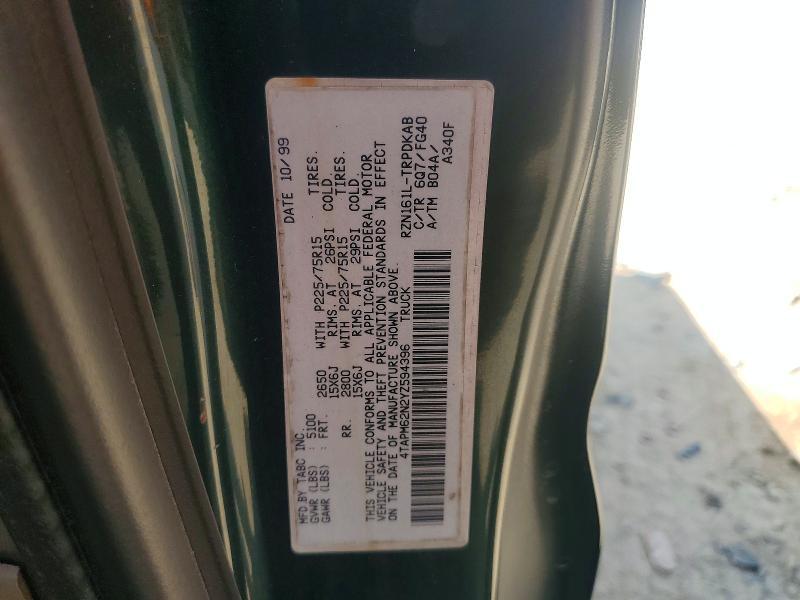 MFD BY TABC INC. DATE 10/99
GVWR (LBS) : 5100
GAWR (LBS) : FRT. 2650 WITH P225/75R15 TIRES.
15X6J RIMS. AT 26PSI COLD.
RR. 2800 WITH P225/75R15 TIRES.
15X6J RIMS. AT 29PSI COLD.
THIS VEHICLE CONFORMS TO ALL APPLICABLE FEDERAL MOTOR
VEHICLE SAFETY AND THEFT PREVENTION STANDARDS IN EFFECT
ON THE DATE OF MANUFACTURE SHOWN ABOVE.
4TAPM62N2YZ594396 TRUCK
RZN161L-TRPDKAB
C/TR 6Q7/FG40
A/TM B04A/
A340F